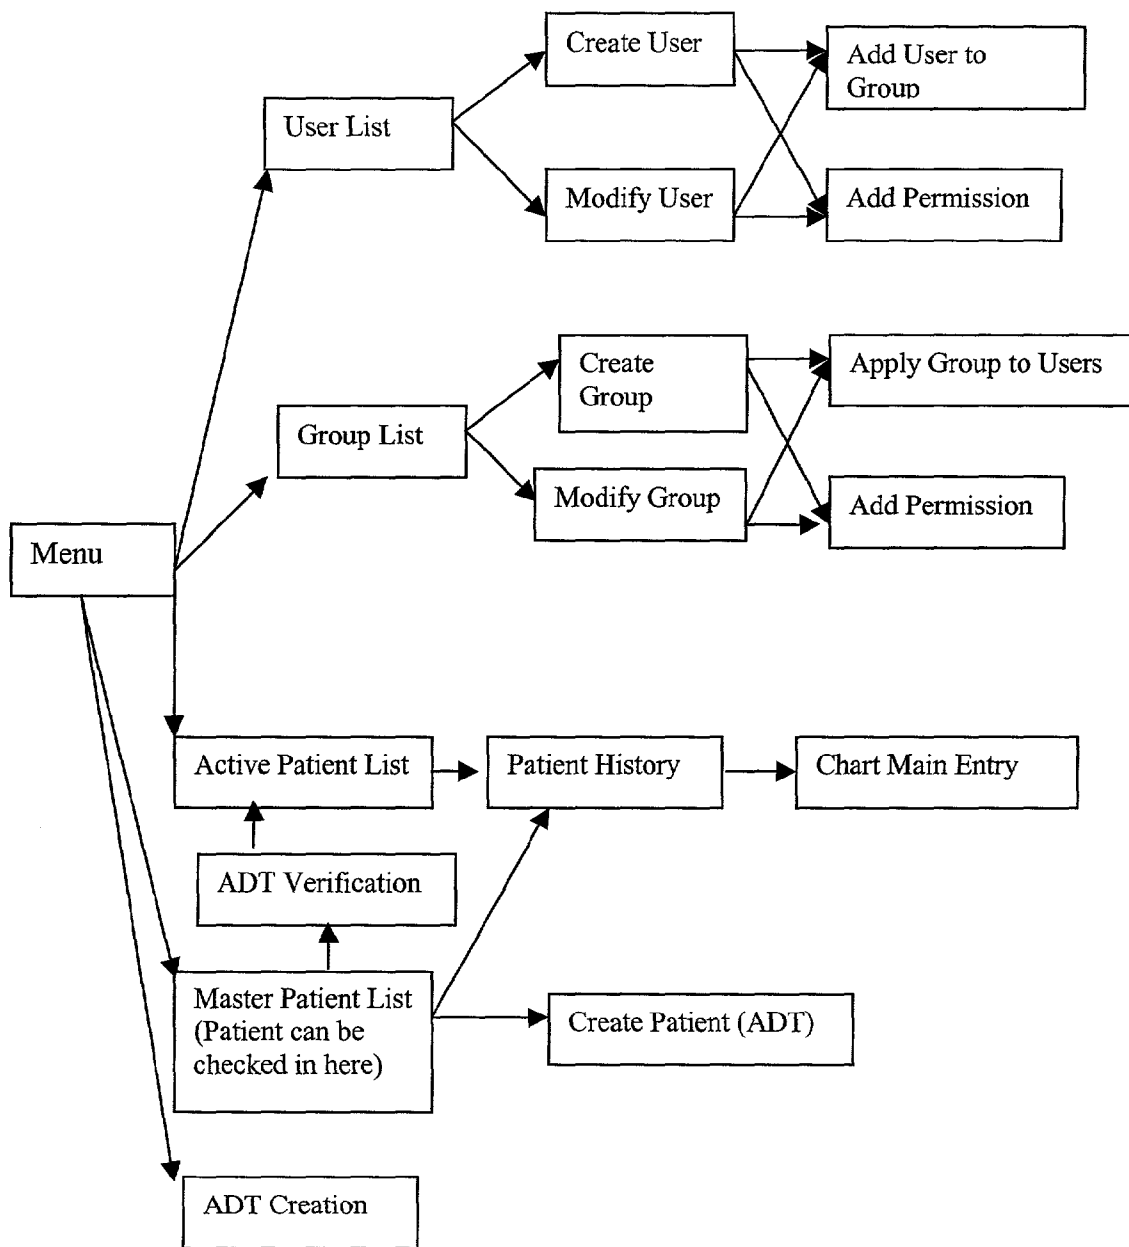 Create User
Add User to
Group
User List
Modify User
Add Permission
Create
Group
Apply Group to Users
Group List
Modify Group
Add Permission
Menu
Active Patient List
Patient History
Chart Main Entry
ADT Verification
Master Patient List
(Patient can be
checked in here)
Create Patient (ADT)
ADT Creation